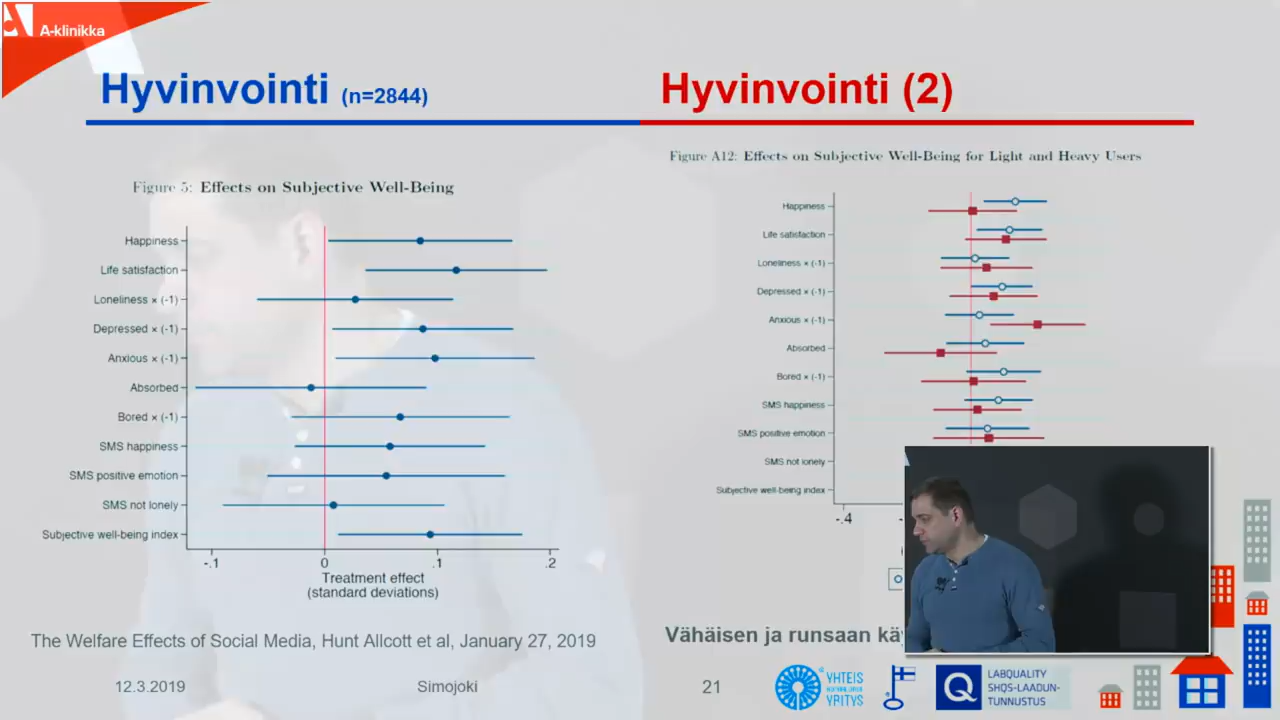 A-klinikka
Hyvinvointi (n=2844)
Hyvinvointi (2)
Figure 5: Effects on Subjective Well-Being
Happiness
Life satisfaction
Loneliness × (-1)
Depressed × (-1)
Anxious × (-1)
Absorbed
Bored × (-1)
SMS happiness
SMS positive emotion
SMS not lonely
Subjective well-being index
-.1 0 .1 .2
Treatment effect
(standard deviations)
Figure A12: Effects on Subjective Well-Being for Light and Heavy Users
Happiness
Life satisfaction
Loneliness × (-1)
Depressed × (-1)
Anxious × (-1)
Absorbed
Bored × (-1)
SMS happiness
SMS positive emotion
SMS not lonely
Subjective well-being index
-.4
The Welfare Effects of Social Media, Hunt Allcott et al, January 27, 2019
Vähäisen ja runsaan
12.3.2019
Simojoki
21
YHTEIS
YRITYS
Q
LABQUALITY
SHQS-LAADUN-
TUNNUSTUS